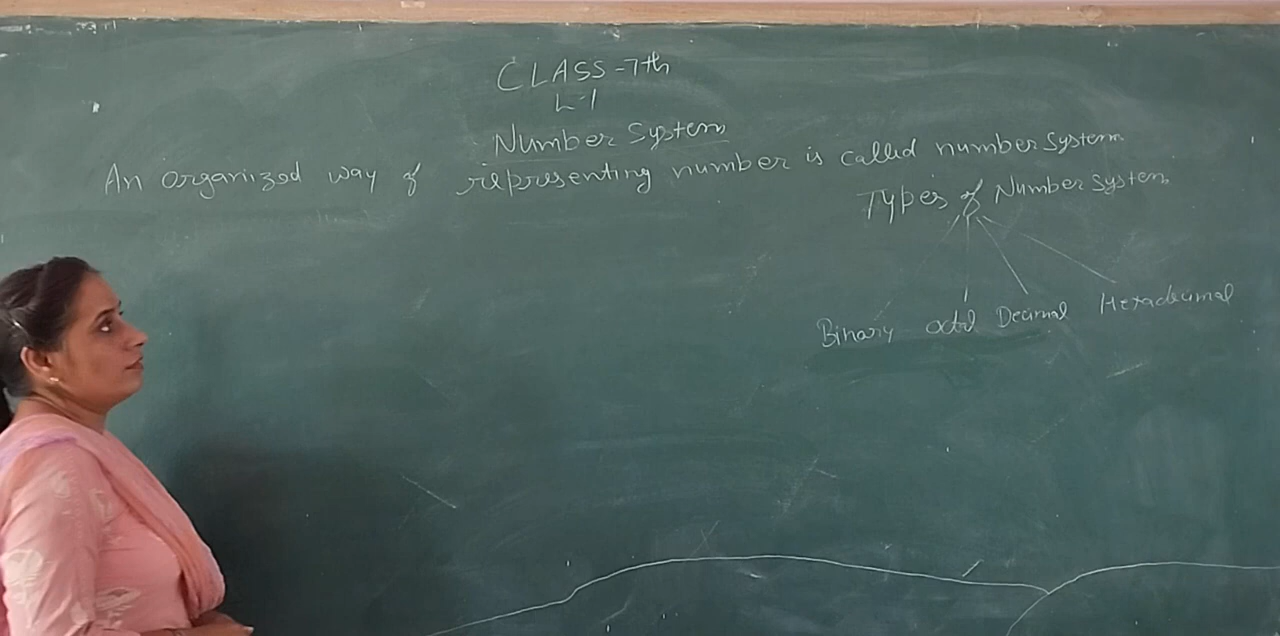 CLASS-7th
L-1
Number System
An organized way of representing number is called number system
Types of Number System
Binary octal Decimal Hexadecimal